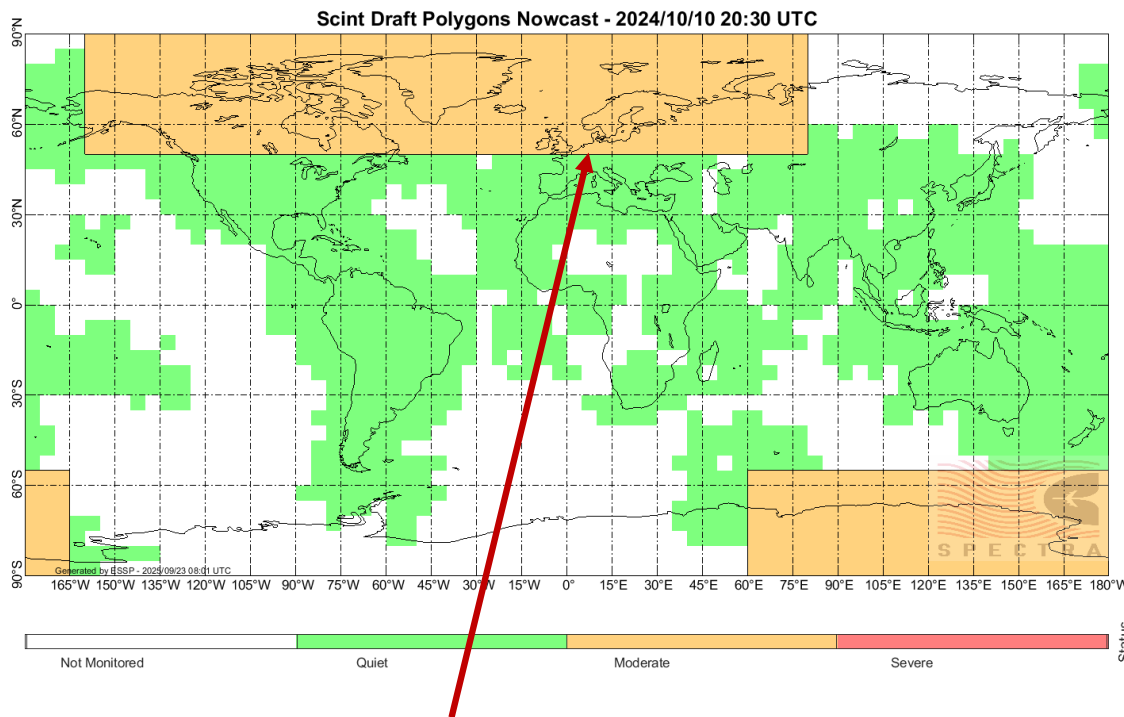 Scint Draft Polygons Nowcast - 2024/10/10 20:30 UTC
90°N
60°N
30°N
0°
30°S
60°S
90°S
SPECTRA
Generated by ESSP - 2025/09/23 08:01 UTC
165°W 150°W 135°W 120°W 105°W 90°W 75°W 60°W 45°W 30°W 15°W 0° 15°E 30°E 45°E 60°E 75°E 90°E 105°E 120°E 135°E 150°E 165°E 180°W
Not Monitored Quiet Moderate Severe
Status